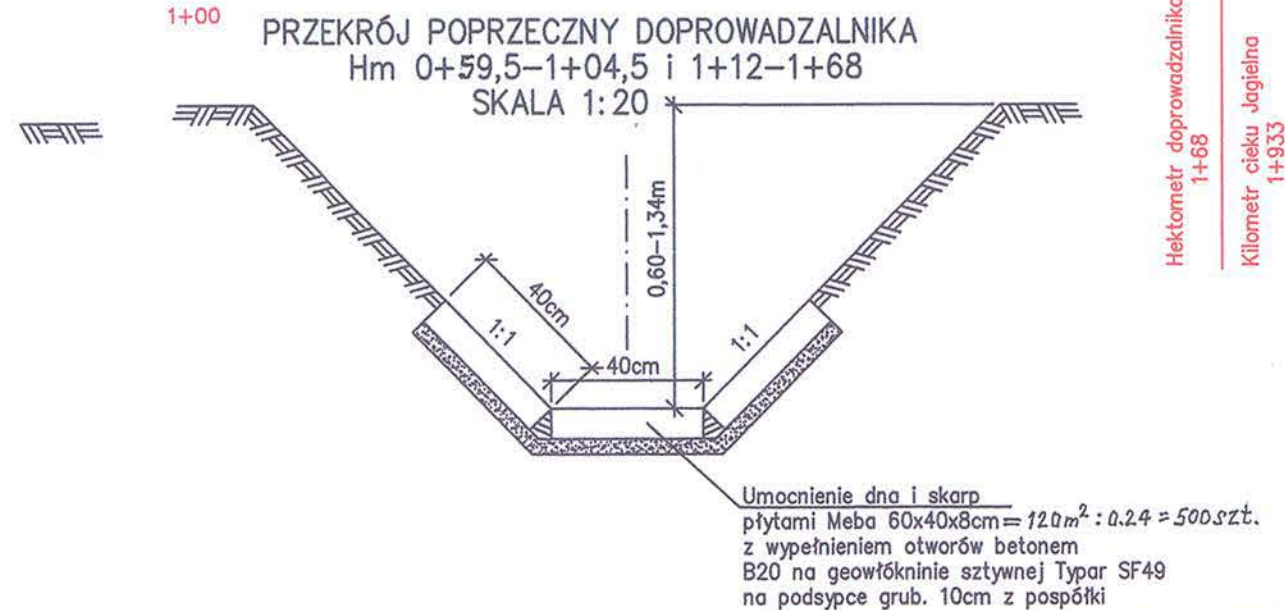 1+00
PRZEKRÓJ POPRZECZNY DOPROWADZALNIKA
Hm 0+59,5-1+04,5 i 1+12-1+68
SKALA 1:20
0,60-1,34m
40cm
1:1
40cm
1:1
Umocnienie dna i skarp
płytami Meba 60x40x8cm = 120m² : 0.24 = 500szt.
z wypełnieniem otworów betonem
B20 na geowłókninie sztywnej Typar SF49
na podsypce grub. 10cm z pospółki
Hektometr
1+68
Kilometr cieku Jagielna
1+933